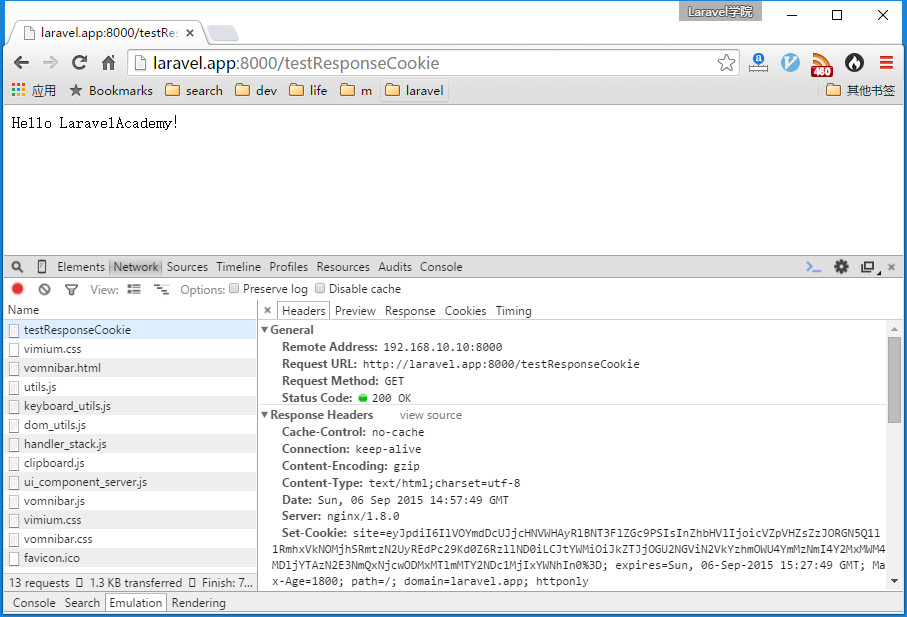 Laravel学院
laravel.app:8000/testRes
laravel.app:8000/testResponseCookie
460
应用 Bookmarks search dev life m laravel 其他书签
Hello LaravelAcademy!
Elements Network Sources Timeline Profiles Resources Audits Console
View: Options: Preserve log Disable cache
Name
Headers Preview Response Cookies Timing
testResponseCookie
vimium.css
vomnibar.html
utils.js
keyboard_utils.js
dom_utils.js
handler_stack.js
clipboard.js
ui_component_server.js
vomnibar.js
vimium.css
vomnibar.css
favicon.ico
13 requests 1.3 KB transferred Finish: 7...
General
Remote Address: 192.168.10.10:8000
Request URL: http://laravel.app:8000/testResponseCookie
Request Method: GET
Status Code: 200 OK
Response Headers view source
Cache-Control: no-cache
Connection: keep-alive
Content-Encoding: gzip
Content-Type: text/html;charset=utf-8
Date: Sun, 06 Sep 2015 14:57:49 GMT
Server: nginx/1.8.0
Set-Cookie:
expires=Sun, 06-Sep-2015 15:27:49 GMT; Ma
x-Age=1800; path=/; domain=laravel.app; httponly
Console Search Emulation Rendering